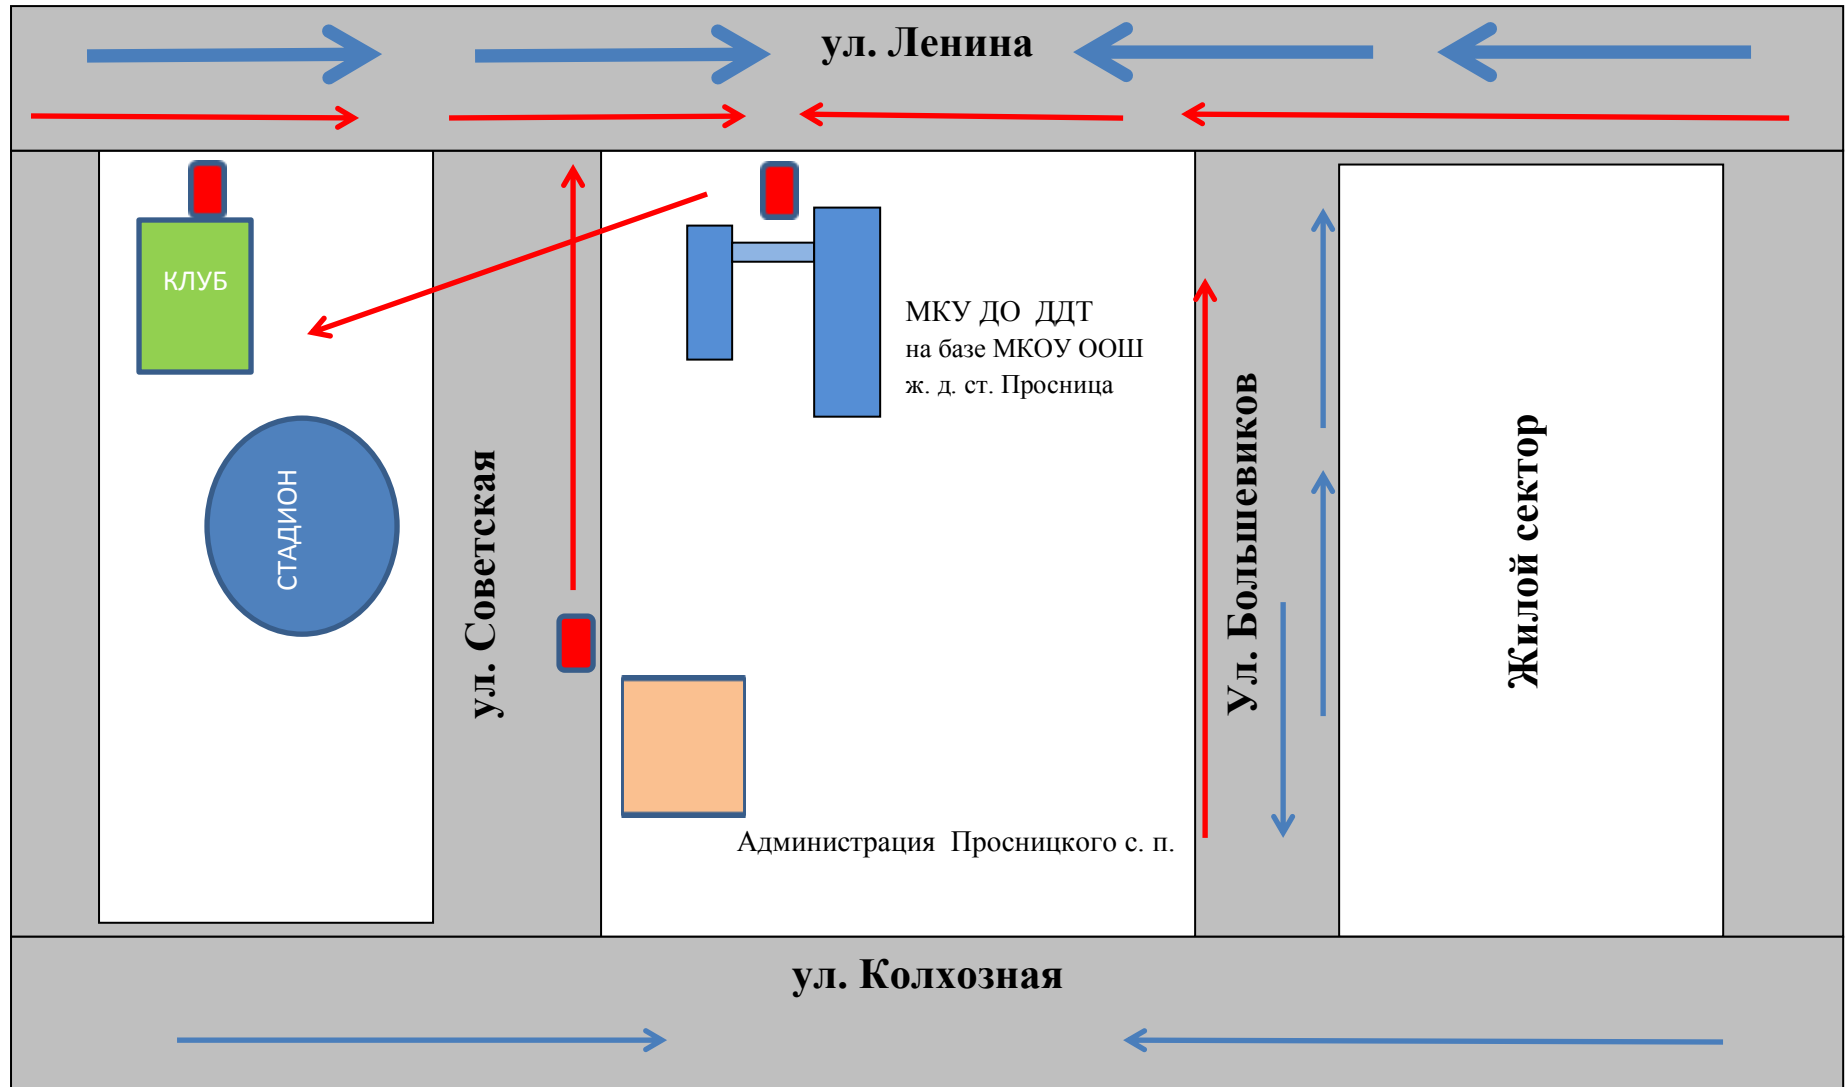 ул. Ленина
КЛУБ
МКУ ДО  ДДТ
на базе МКОУ ООШ
ж. д. ст. Просница
СТАДИОН
ул. Советская
Ул. Большевиков
Жилой сектор
Администрация  Просницкого с. п.
ул. Колхозная